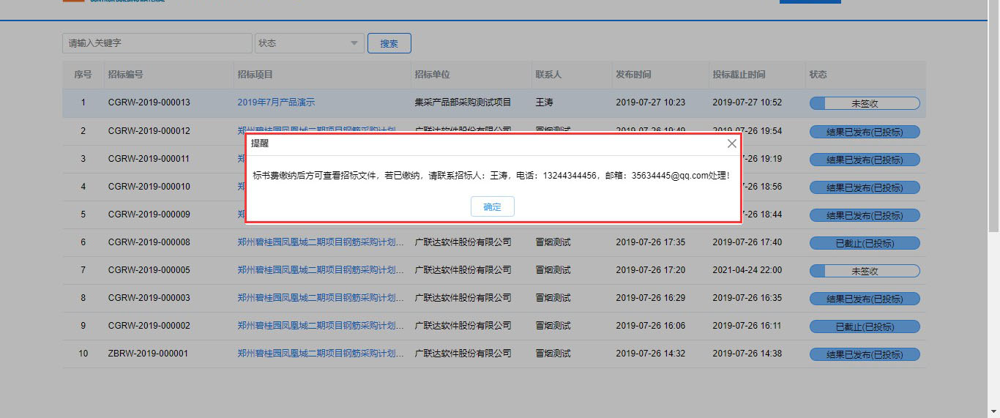 请输入关键字 状态 搜索
序号 招标编号 招标项目 招标单位 联系人 发布时间 投标截止时间 状态
1 CGRW-2019-000013 2019年7月产品演示 集采产品部采购测试项目 王涛 2019-07-27 10:23 2019-07-27 10:52 未签收
2 CGRW-2019-000012 郑州碧桂园凤凰城二期项目钢筋采购计划... 广联达软件股份有限公司 冒烟测试 2019-07-26 19:49 2019-07-26 19:54 结果已发布(已投标)
提醒
3 CGRW-2019-000011 郑 26 19:19 结果已发布(已投标)
标书费缴纳后方可查看招标文件，若已缴纳，请联系招标人：王涛，电话：13244344456，邮箱：35634445@qq.com处理！
4 CGRW-2019-000010 郑 26 18:56 结果已发布(已投标)
确定
5 CGRW-2019-000009 郑 26 18:44 结果已发布(已投标)
6 CGRW-2019-000008 郑州碧桂园凤凰城二期项目钢筋采购计划... 广联达软件股份有限公司 冒烟测试 2019-07-26 17:35 2019-07-26 17:40 已截止(已投标)
7 CGRW-2019-000005 郑州碧桂园凤凰城二期项目钢筋采购计划... 广联达软件股份有限公司 冒烟测试 2019-07-26 17:20 2021-04-24 22:00 未签收
8 CGRW-2019-000003 郑州碧桂园凤凰城二期项目钢筋采购计划... 广联达软件股份有限公司 冒烟测试 2019-07-26 16:29 2019-07-26 16:35 结果已发布(已投标)
9 CGRW-2019-000002 郑州碧桂园凤凰城二期项目钢筋采购计划... 广联达软件股份有限公司 冒烟测试 2019-07-26 16:06 2019-07-26 16:11 已截止(已投标)
10 ZBRW-2019-000001 郑州碧桂园凤凰城二期项目钢筋采购计划... 广联达软件股份有限公司 冒烟测试 2019-07-26 14:32 2019-07-26 14:38 结果已发布(已投标)